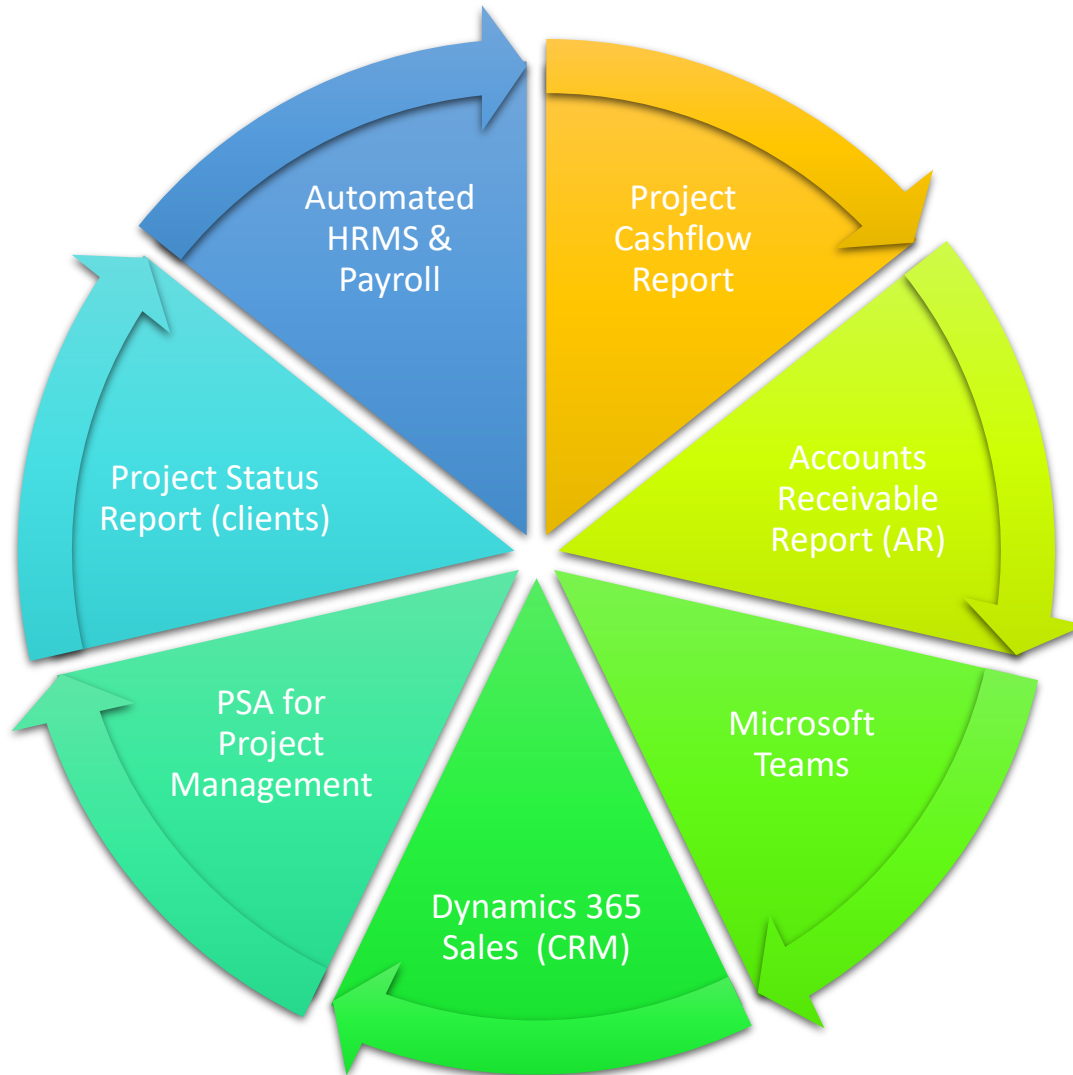 Automated
HRMS &
Payroll
Project
Cashflow
Report
Accounts
Receivable
Report (AR)
Microsoft
Teams
Dynamics 365
Sales  (CRM)
PSA for
Project
Management
Project Status
Report (clients)